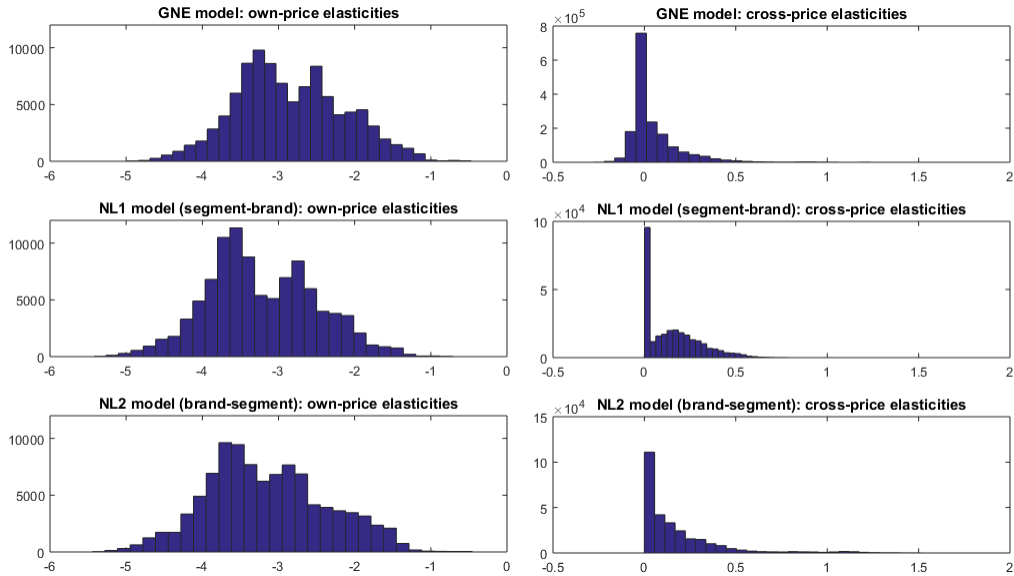 GNE model: own-price elasticities
10000
5000
0
-6 -5 -4 -3 -2 -1 0
GNE model: cross-price elasticities
×10^5
8
6
4
2
0
-0.5 0 0.5 1 1.5 2
NL1 model (segment-brand): own-price elasticities
10000
5000
0
-6 -5 -4 -3 -2 -1 0
NL1 model (segment-brand): cross-price elasticities
×10^4
10
5
0
-0.5 0 0.5 1 1.5 2
NL2 model (brand-segment): own-price elasticities
10000
5000
0
-6 -5 -4 -3 -2 -1 0
NL2 model (brand-segment): cross-price elasticities
×10^4
15
10
5
0
-0.5 0 0.5 1 1.5 2